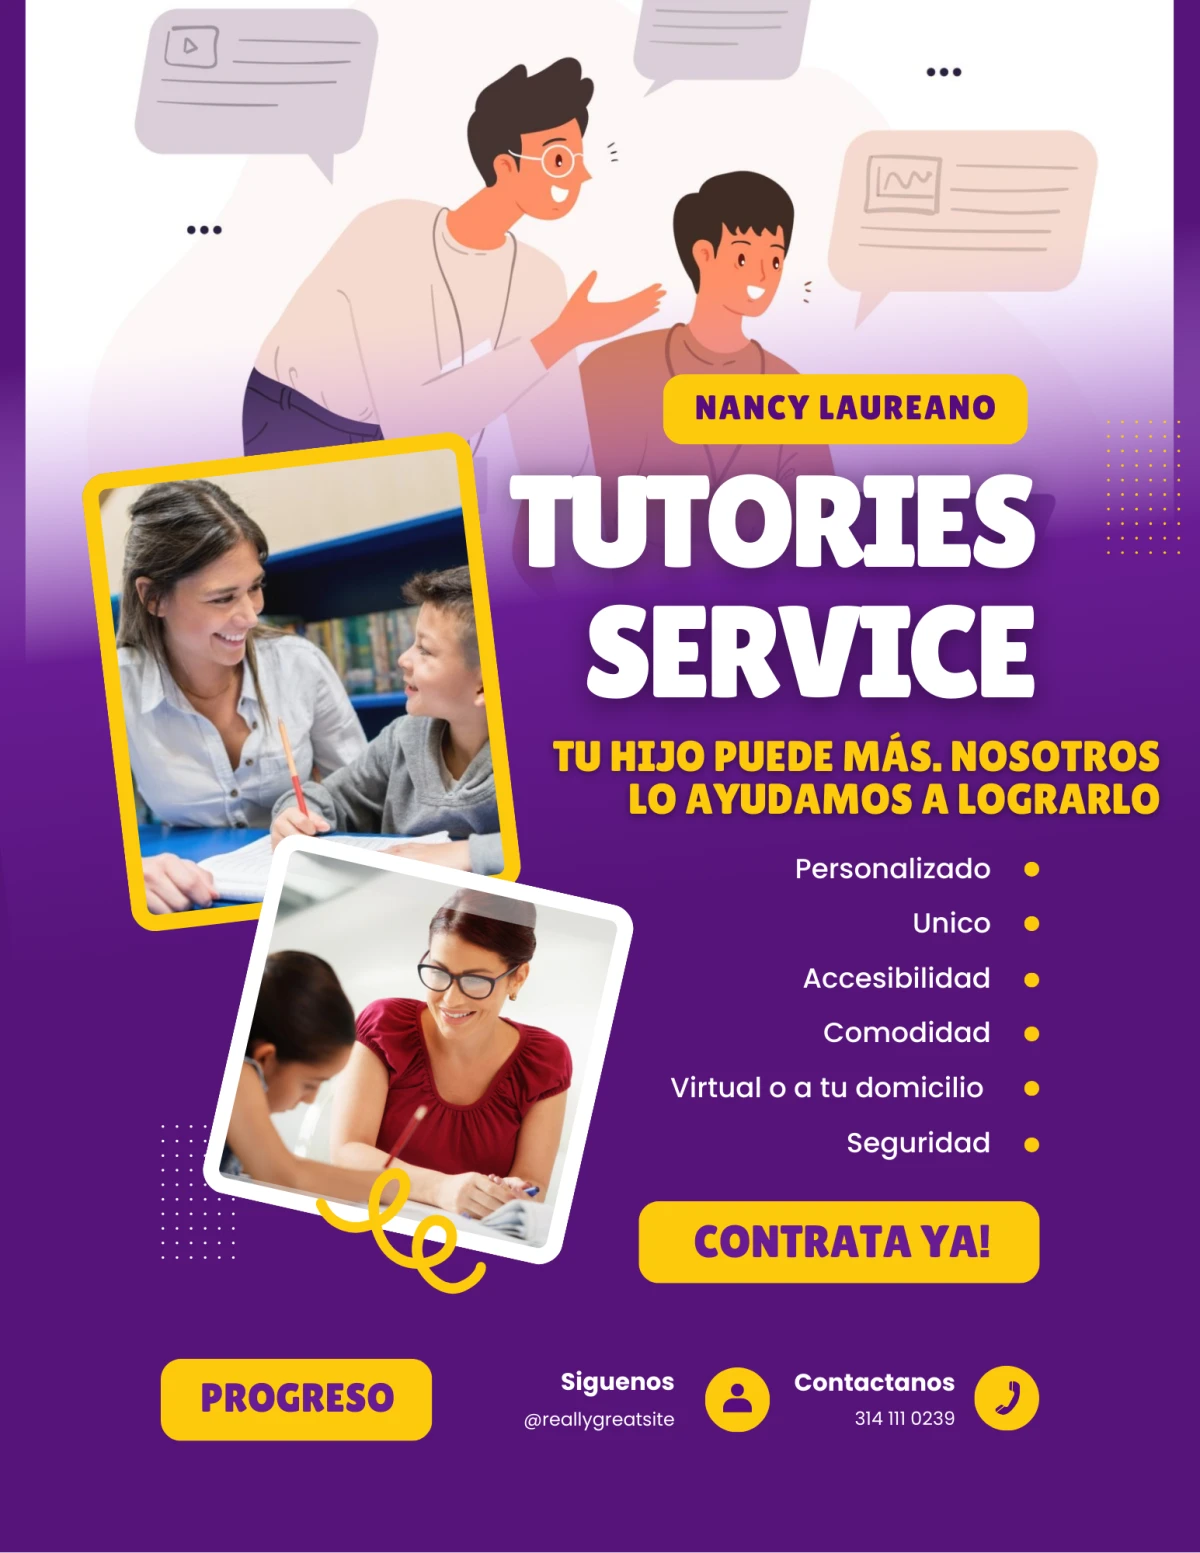 NANCY LAUREANO
TUTORIES
SERVICE
TU HIJO PUEDE MÁS. NOSOTROS
LO AYUDAMOS A LOGRARLO
Personalizado
Unico
Accesibilidad
Comodidad
Virtual o a tu domicilio
Seguridad
CONTRATA YA!
PROGRESO
Siguenos
@reallygreatsite
Contactanos
314 111 0239